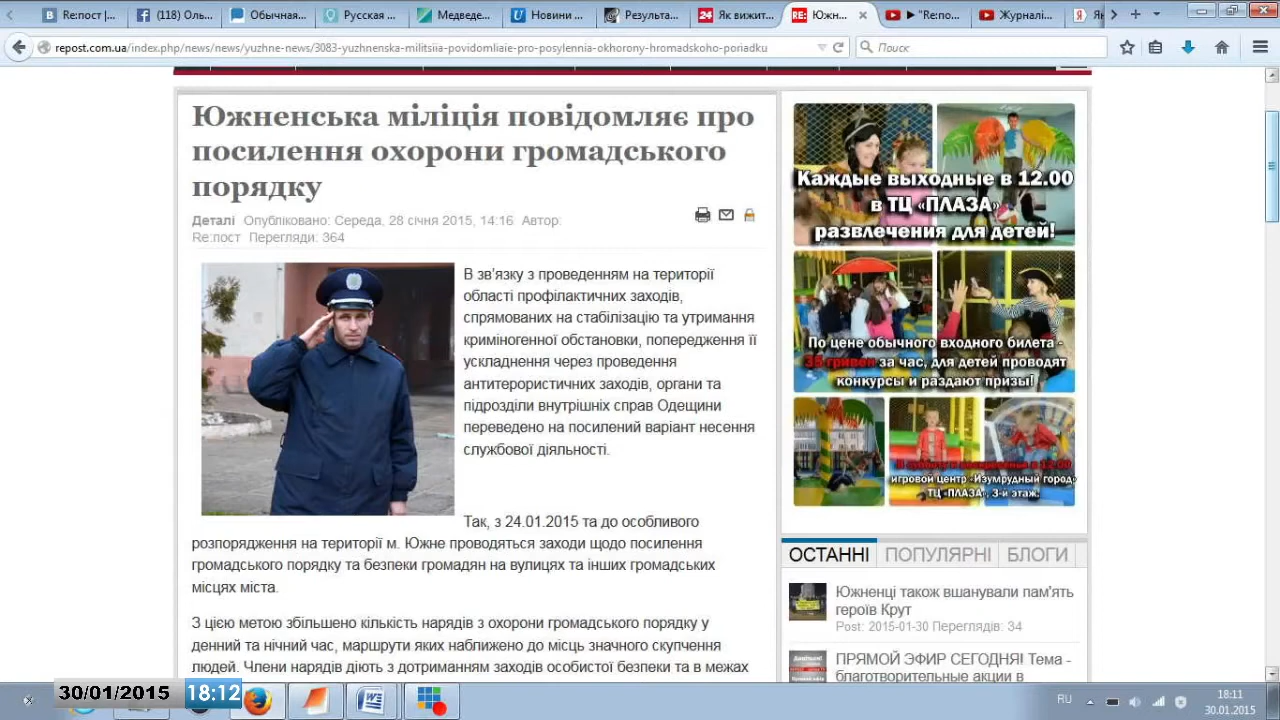 Re:пост |
(118) Оль...
Обычная...
Русская ...
Медведе...
Новини ...
Результа...
24 Як вижит...
RE: Южн...
▶ "Re:по...
Журналі...
Я Ян
repost.com.ua/index.php/news/news/yuzhne-news/3083-yuzhnenska-militsiia-povidomliaie-pro-posylennia-okhorony-hromadskoho-poriadku
Поиск
Южненська міліція повідомляє про
посилення охорони громадського
порядку
Деталі Опубліковано: Середа, 28 січня 2015, 14:16 Автор:
Re:пост Перегляди: 364
В зв'язку з проведенням на території
області профілактичних заходів,
спрямованих на стабілізацію та утримання
криміногенної обстановки, попередження її
ускладнення через проведення
антитерористичних заходів, органи та
підрозділи внутрішніх справ Одещини
переведено на посилений варіант несення
службової діяльності.
Так, з 24.01.2015 та до особливого
розпорядження на території м. Южне проводяться заходи щодо посилення
громадського порядку та безпеки громадян на вулицях та інших громадських
місцях міста.
З цією метою збільшено кількість нарядів з охорони громадського порядку у
денний та нічний час, маршрути яких наближено до місць значного скупчення
людей. Члени нарядів діють з дотриманням заходів особистої безпеки та в межах
Каждые выходные в 12.00
в ТЦ «ПЛАЗА»
развлечения для детей!
По цене обычного входного билета -
35 гривен за час, для детей проводят
конкурсы и раздают призы!
В субботу и воскресенье в 12.00
игровой центр «Изумрудный город»
ТЦ «ПЛАЗА», 3-й этаж.
ОСТАННІ ПОПУЛЯРНІ БЛОГИ
Южненці також вшанували пам'ять
героїв Крут
Post: 2015-01-30 Переглядів: 34
ПРЯМОЙ ЭФИР СЕГОДНЯ! Тема -
благотворительные акции в
30/01/2015 18:12
RU
18:11
30.01.2015